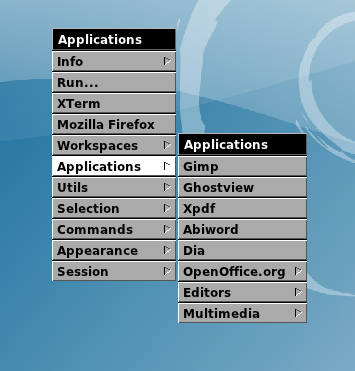 Applications
Info
Run...
XTerm
Mozilla Firefox
Workspaces
Applications
Utils
Selection
Commands
Appearance
Session
Applications
Gimp
Ghostview
Xpdf
Abiword
Dia
OpenOffice.org
Editors
Multimedia